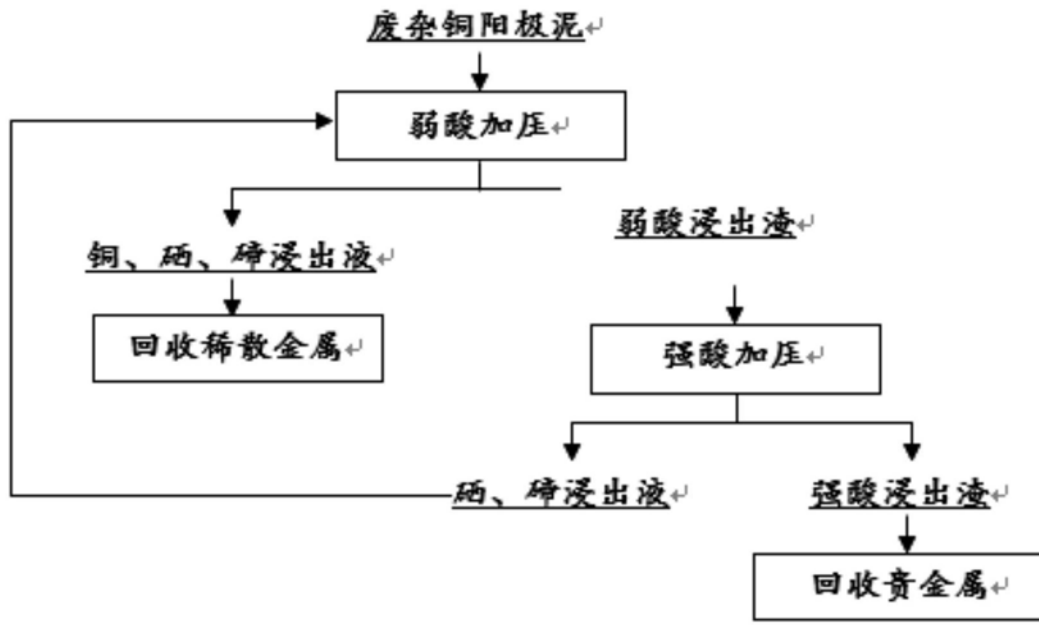 废杂铜阳极泥
弱酸加压
弱酸浸出渣
铜、硒、碲浸出液
回收稀散金属
强酸加压
硒、碲浸出液
强酸浸出渣
回收贵金属